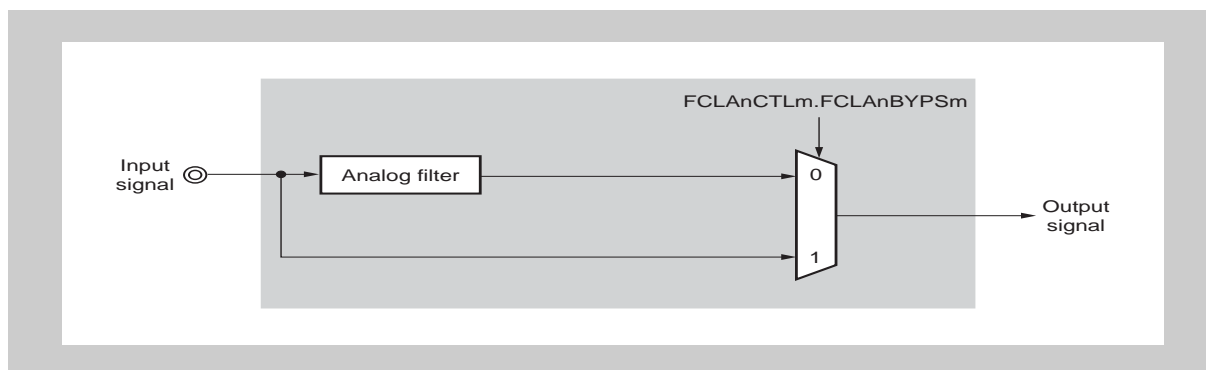 FCLAnCTLm.FCLAnBYPSm
Input
signal
Analog filter
0
1
Output
signal